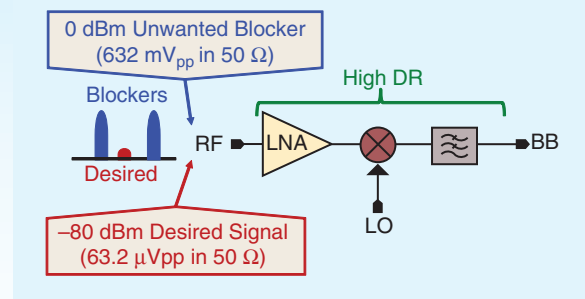 0 dBm Unwanted Blocker
(632 mVpp in 50 Ω)
High DR
Blockers
RF
LNA
BB
Desired
LO
–80 dBm Desired Signal
(63.2 μVpp in 50 Ω)